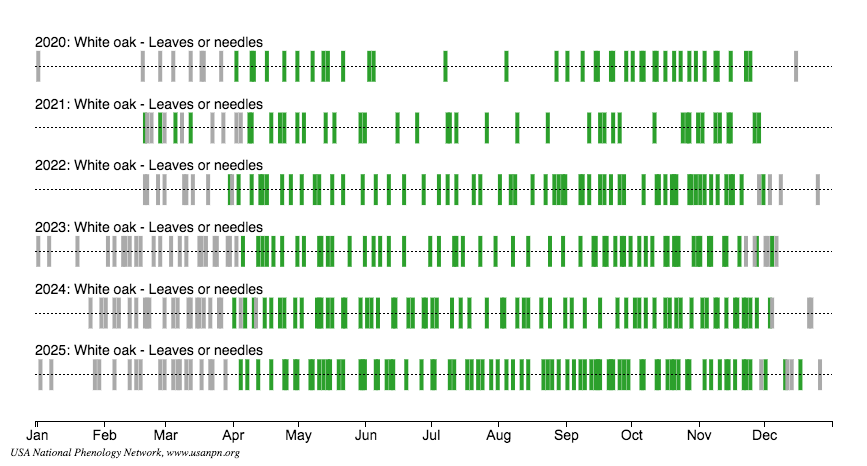 2020: White oak - Leaves or needles
2021: White oak - Leaves or needles
2022: White oak - Leaves or needles
2023: White oak - Leaves or needles
2024: White oak - Leaves or needles
2025: White oak - Leaves or needles
Jan Feb Mar Apr May Jun Jul Aug Sep Oct Nov Dec
USA National Phenology Network, www.usanpn.org